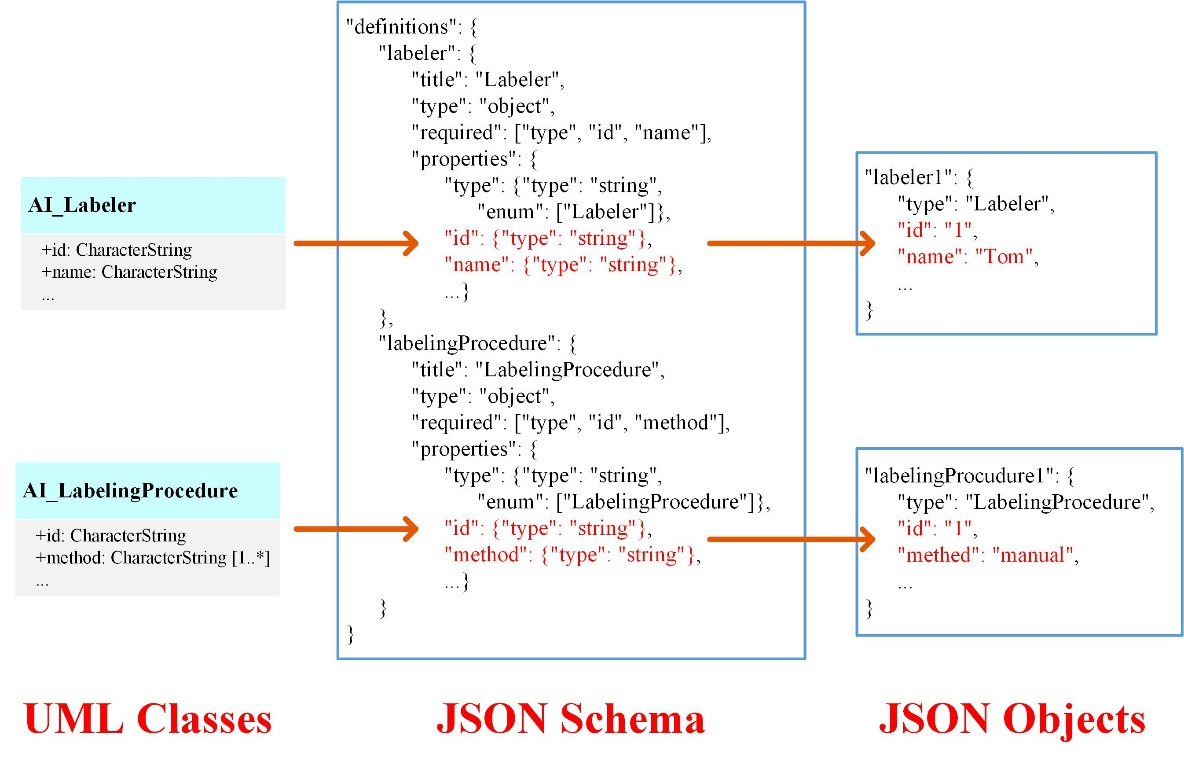 AI_Labeler
+id: CharacterString
+name: CharacterString
...
AI_LabelingProcedure
+id: CharacterString
+method: CharacterString [1..*]
...
UML Classes
"definitions": {
"labeler": {
"title": "Labeler",
"type": "object",
"required": ["type", "id", "name"],
"properties": {
"type": {"type": "string",
"enum": ["Labeler"]},
"id": {"type": "string"},
"name": {"type": "string"},
...}
},
"labelingProcedure": {
"title": "LabelingProcedure",
"type": "object",
"required": ["type", "id", "method"],
"properties": {
"type": {"type": "string",
"enum": ["LabelingProcedure"]},
"id": {"type": "string"},
"method": {"type": "string"},
...}
}
}
JSON Schema
"labeler1": {
"type": "Labeler",
"id": "1",
"name": "Tom",
...
}
"labelingProcudure1": {
"type": "LabelingProcedure",
"id": "1",
"methed": "manual",
...
}
JSON Objects